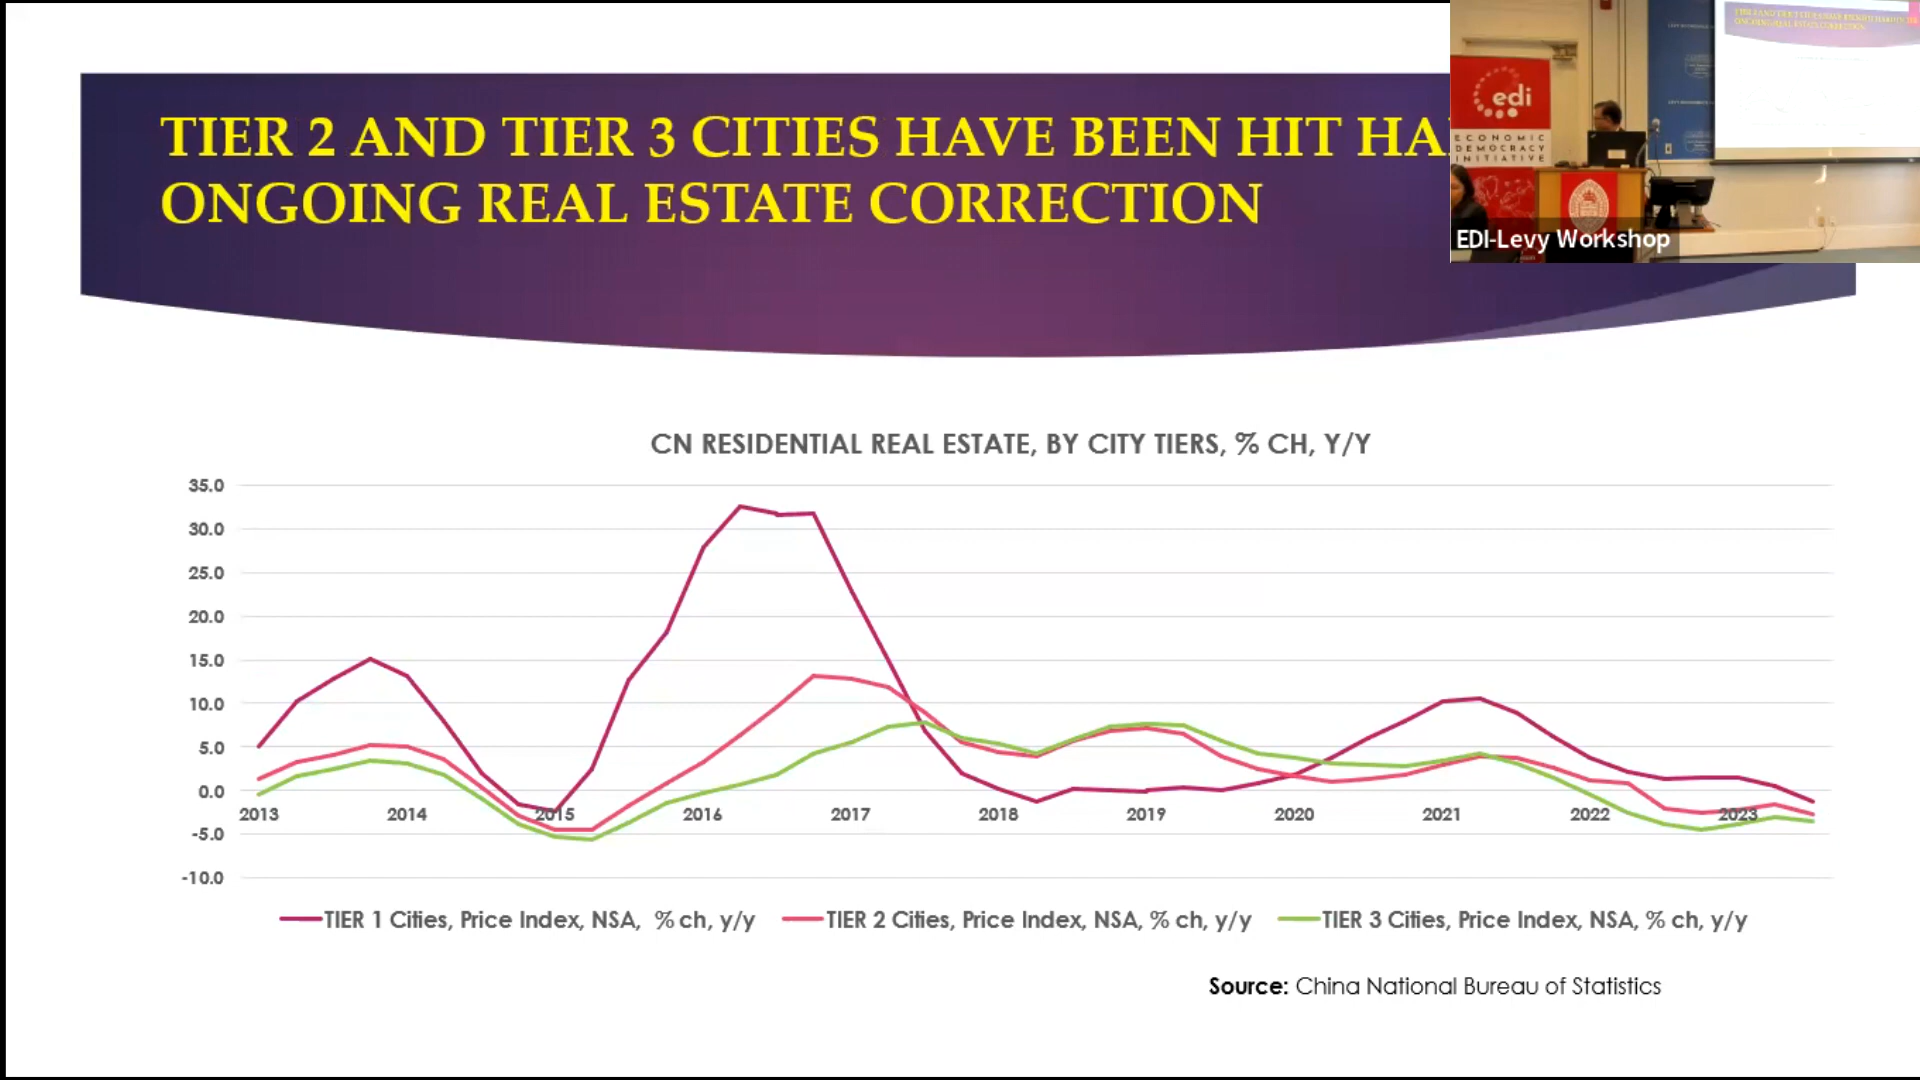 TIER 2 AND TIER 3 CITIES HAVE BEEN HIT HA
ONGOING REAL ESTATE CORRECTION
edi
ECONOMIC
DEMOCRACY
INITIATIVE
EDI-Levy Workshop
CN RESIDENTIAL REAL ESTATE, BY CITY TIERS, % CH, Y/Y
35.0
30.0
25.0
20.0
15.0
10.0
5.0
0.0
-5.0
-10.0
2013 2014 2015 2016 2017 2018 2019 2020 2021 2022 2023
TIER 1 Cities, Price Index, NSA, % ch, y/y TIER 2 Cities, Price Index, NSA, % ch, y/y TIER 3 Cities, Price Index, NSA, % ch, y/y
Source: China National Bureau of Statistics